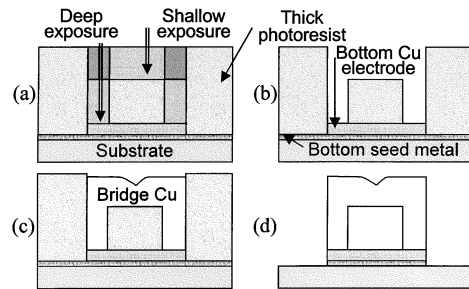 Deep
exposure
Shallow
exposure
Thick
photoresist
(a)
Substrate
Bottom Cu
electrode
(b)
Bottom seed metal
(c)
Bridge Cu
(d)